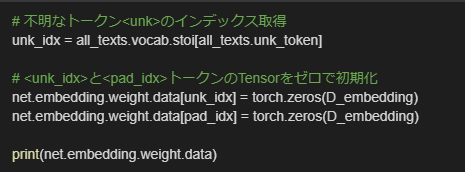 # 不明なトークン<unk>のインデックス取得
unk_idx = all_texts.vocab.stoi[all_texts.unk_token]
# <unk_idx>と<pad_idx>トークンのTensorをゼロで初期化
net.embedding.weight.data[unk_idx] = torch.zeros(D_embedding)
net.embedding.weight.data[pad_idx] = torch.zeros(D_embedding)
print(net.embedding.weight.data)